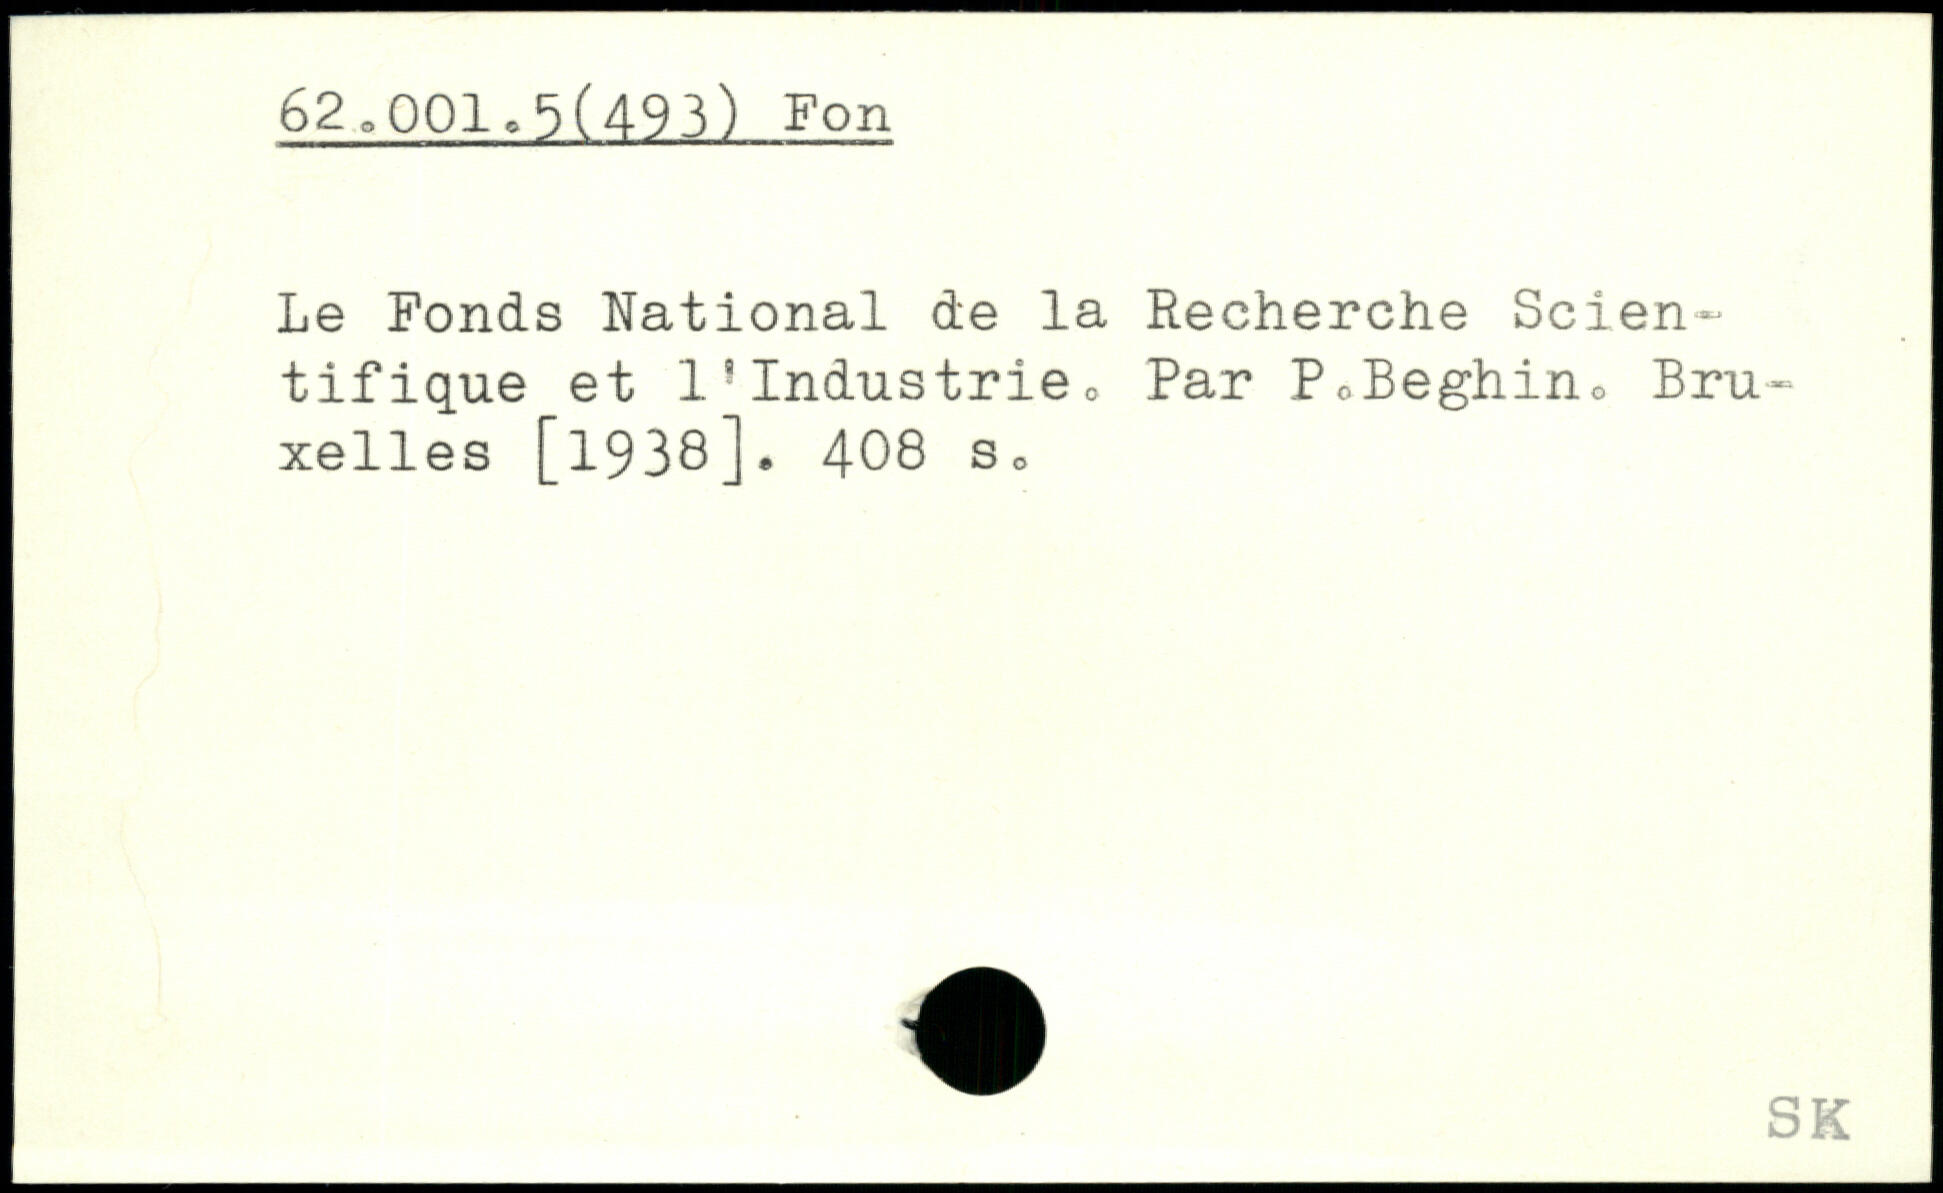 62.001.5(493) Fon
Le Fonds National de la Recherche Scien-
tifique et l'Industrie. Par P.Beghin. Bru-
xelles [1938]. 408 s.
SK